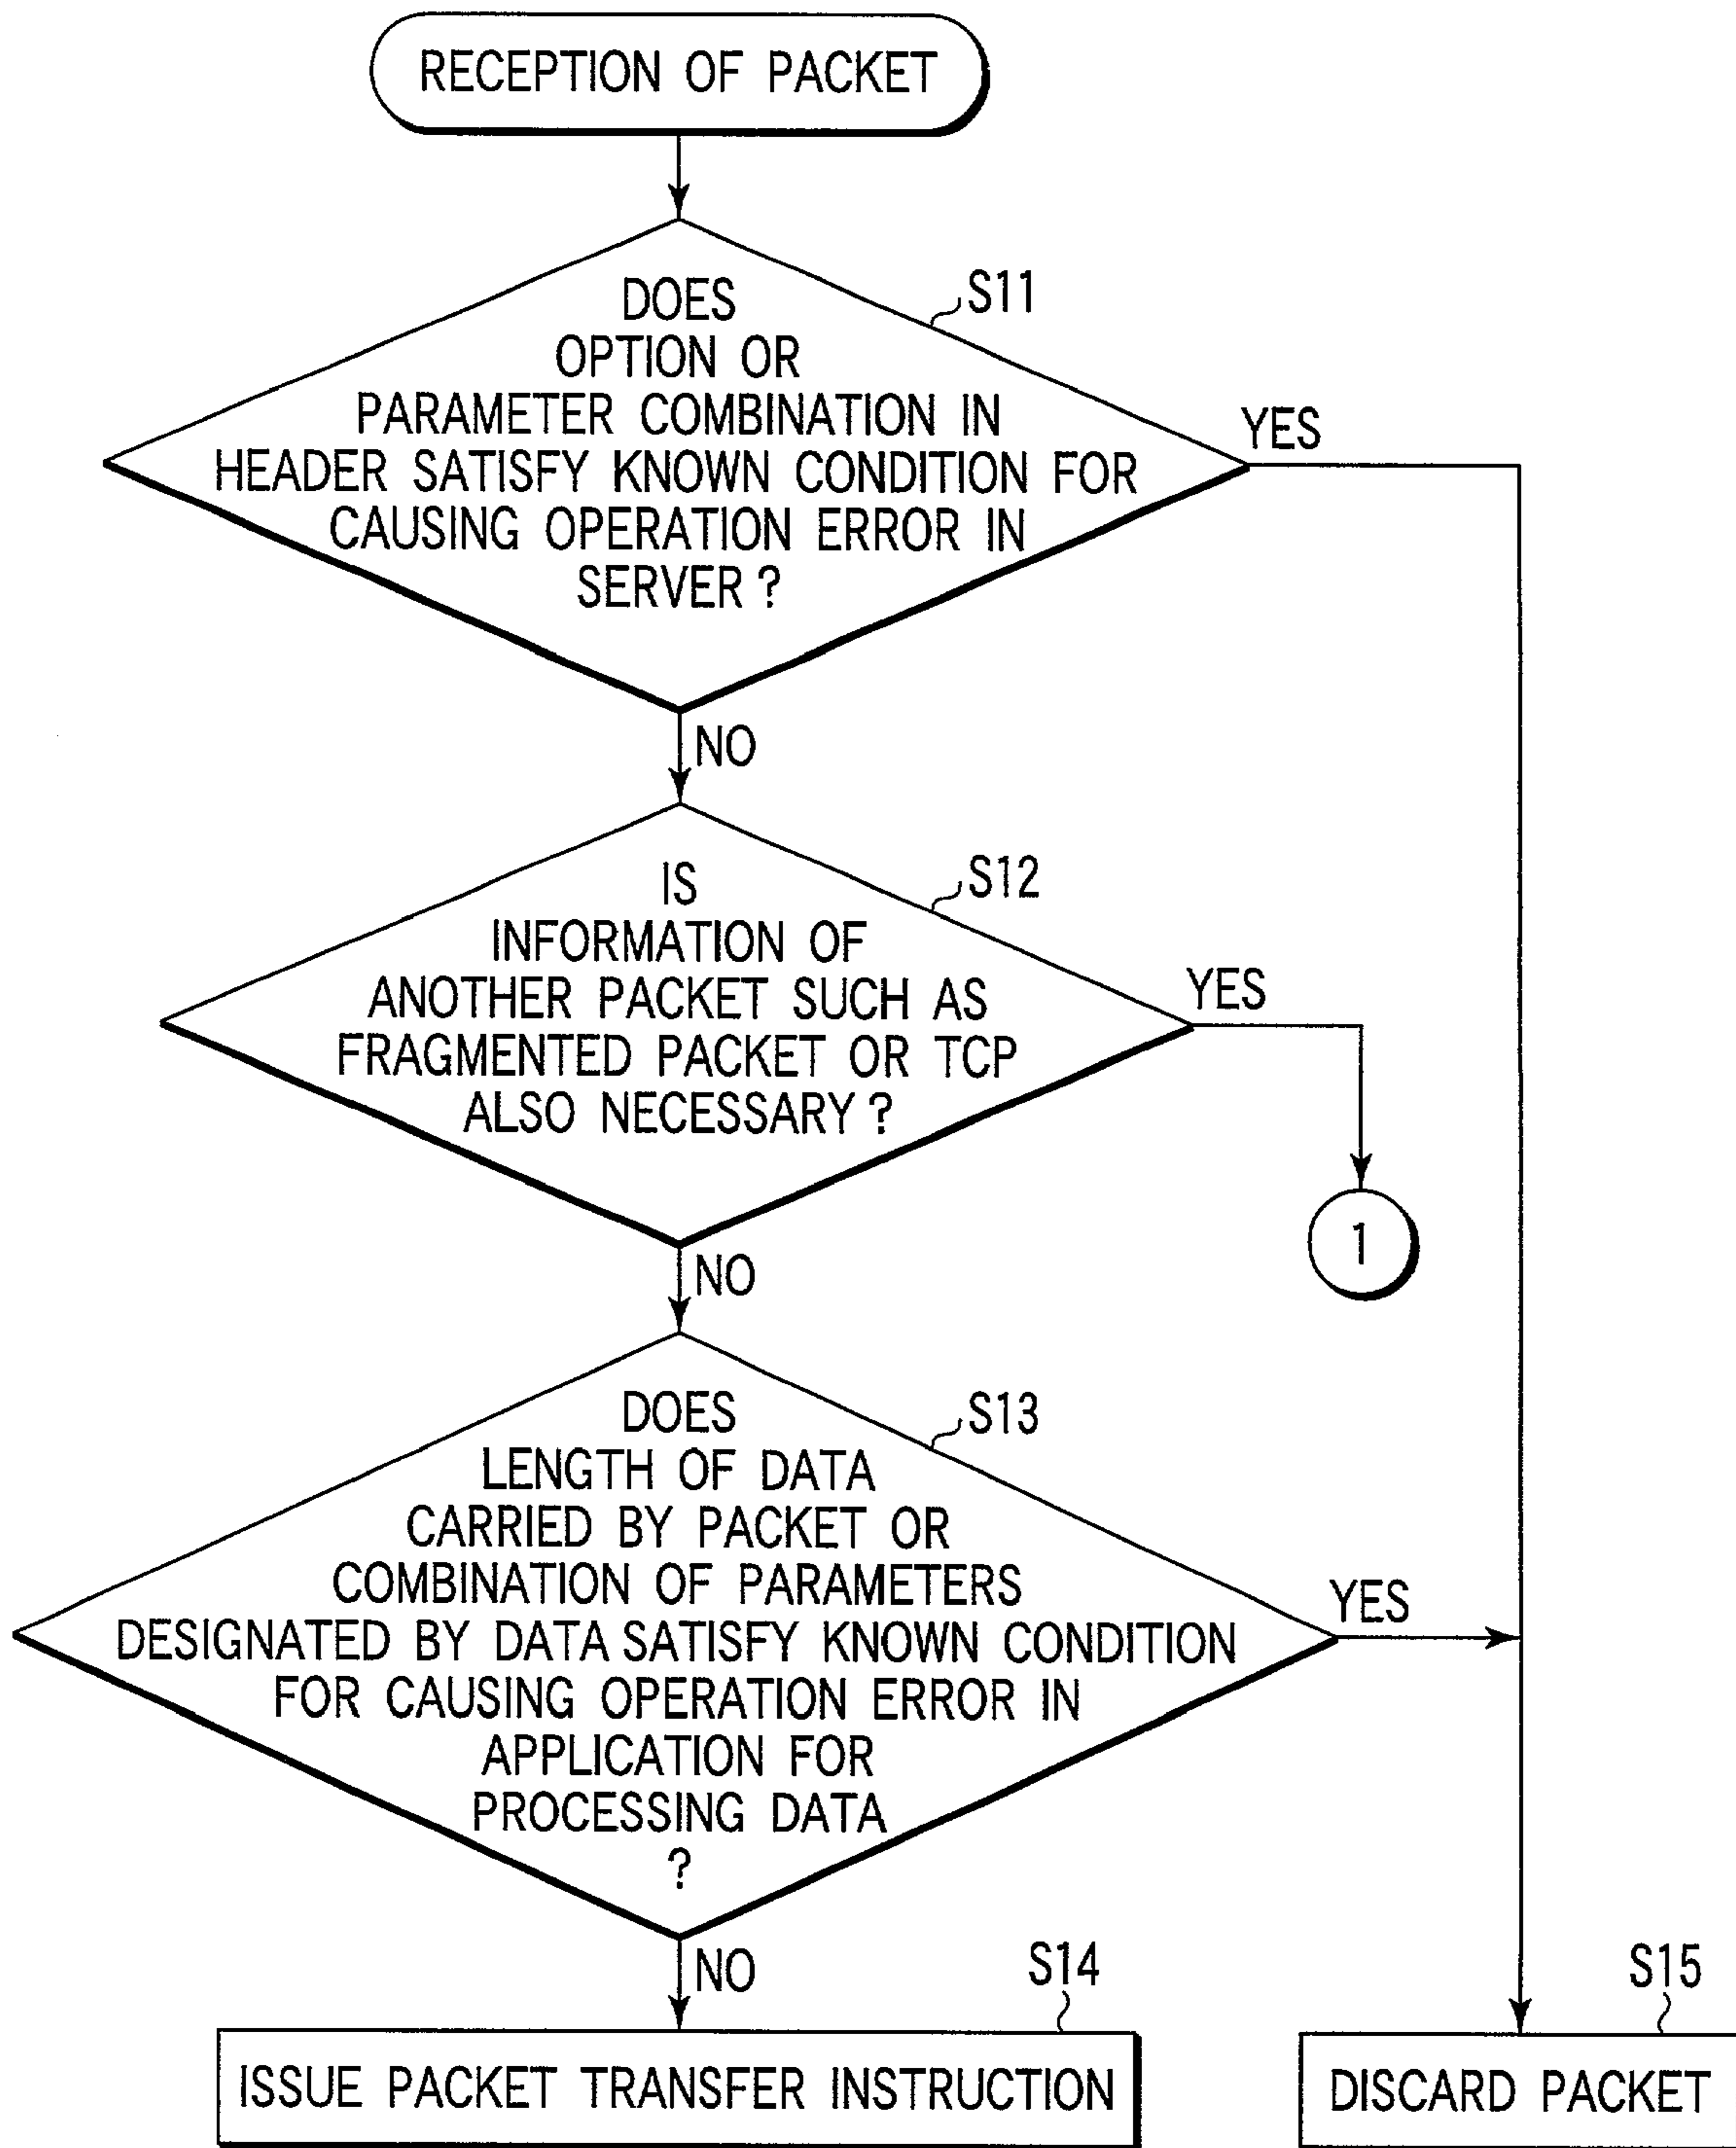 RECEPTION OF PACKET
S11
DOES
OPTION OR
PARAMETER COMBINATION IN
HEADER SATISFY KNOWN CONDITION FOR
CAUSING OPERATION ERROR IN
SERVER ?
YES
NO
S12
IS
INFORMATION OF
ANOTHER PACKET SUCH AS
FRAGMENTED PACKET OR TCP
ALSO NECESSARY ?
YES
1
NO
S13
DOES
LENGTH OF DATA
CARRIED BY PACKET OR
COMBINATION OF PARAMETERS
DESIGNATED BY DATA SATISFY KNOWN CONDITION
FOR CAUSING OPERATION ERROR IN
APPLICATION FOR
PROCESSING DATA
?
YES
NO
S14
ISSUE PACKET TRANSFER INSTRUCTION
S15
DISCARD PACKET